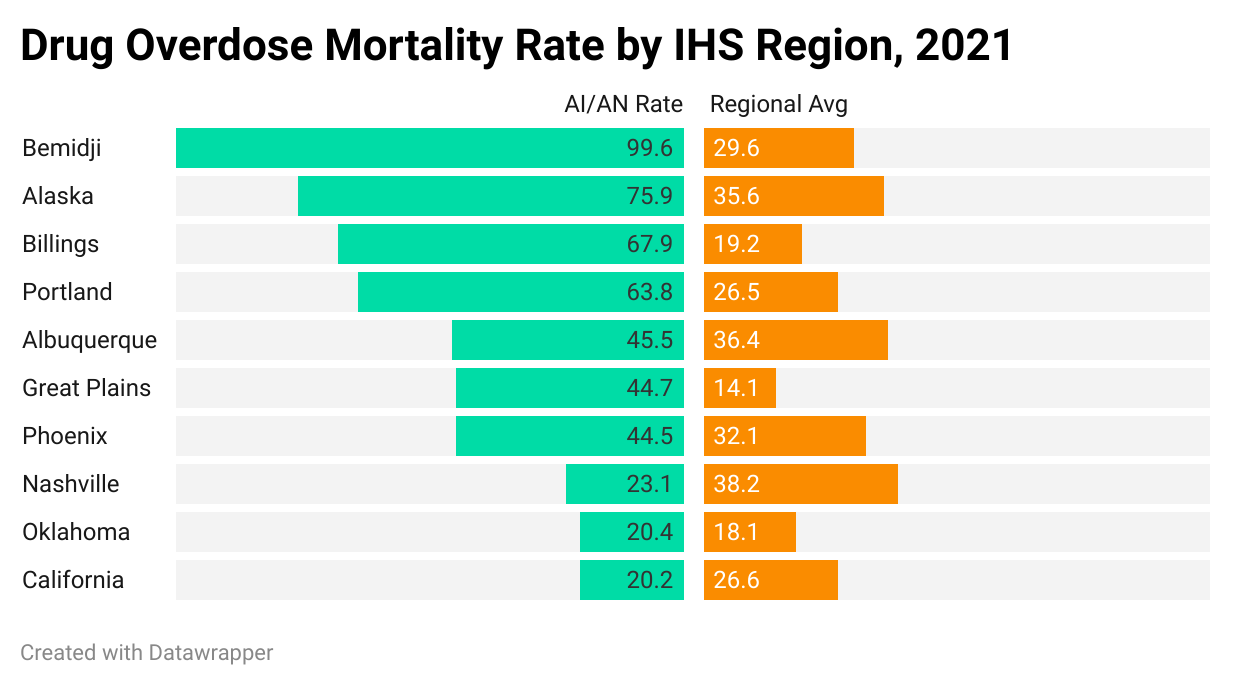 Drug Overdose Mortality Rate by IHS Region, 2021
AI/AN Rate Regional Avg
Bemidji 99.6 29.6
Alaska 75.9 35.6
Billings 67.9 19.2
Portland 63.8 26.5
Albuquerque 45.5 36.4
Great Plains 44.7 14.1
Phoenix 44.5 32.1
Nashville 23.1 38.2
Oklahoma 20.4 18.1
California 20.2 26.6
Created with Datawrapper